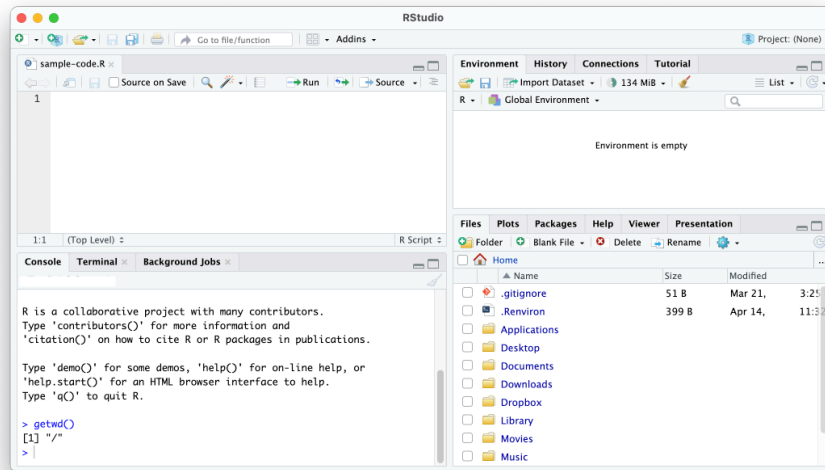 RStudio
Go to file/function Addins Project: (None)
sample-code.R
Source on Save Run Source
1
1:1 (Top Level) R Script
Console Terminal Background Jobs
R is a collaborative project with many contributors.
Type 'contributors()' for more information and
'citation()' on how to cite R or R packages in publications.
Type 'demo()' for some demos, 'help()' for on-line help, or
'help.start()' for an HTML browser interface to help.
Type 'q()' to quit R.
> getwd()
[1] "/"
>
Environment History Connections Tutorial
Import Dataset 134 MiB List
R Global Environment
Environment is empty
Files Plots Packages Help Viewer Presentation
Folder Blank File Delete Rename
Home ..
Name Size Modified
.gitignore 51 B Mar 21, 3:25
.Renviron 399 B Apr 14, 11:32
Applications
Desktop
Documents
Downloads
Dropbox
Library
Movies
Music